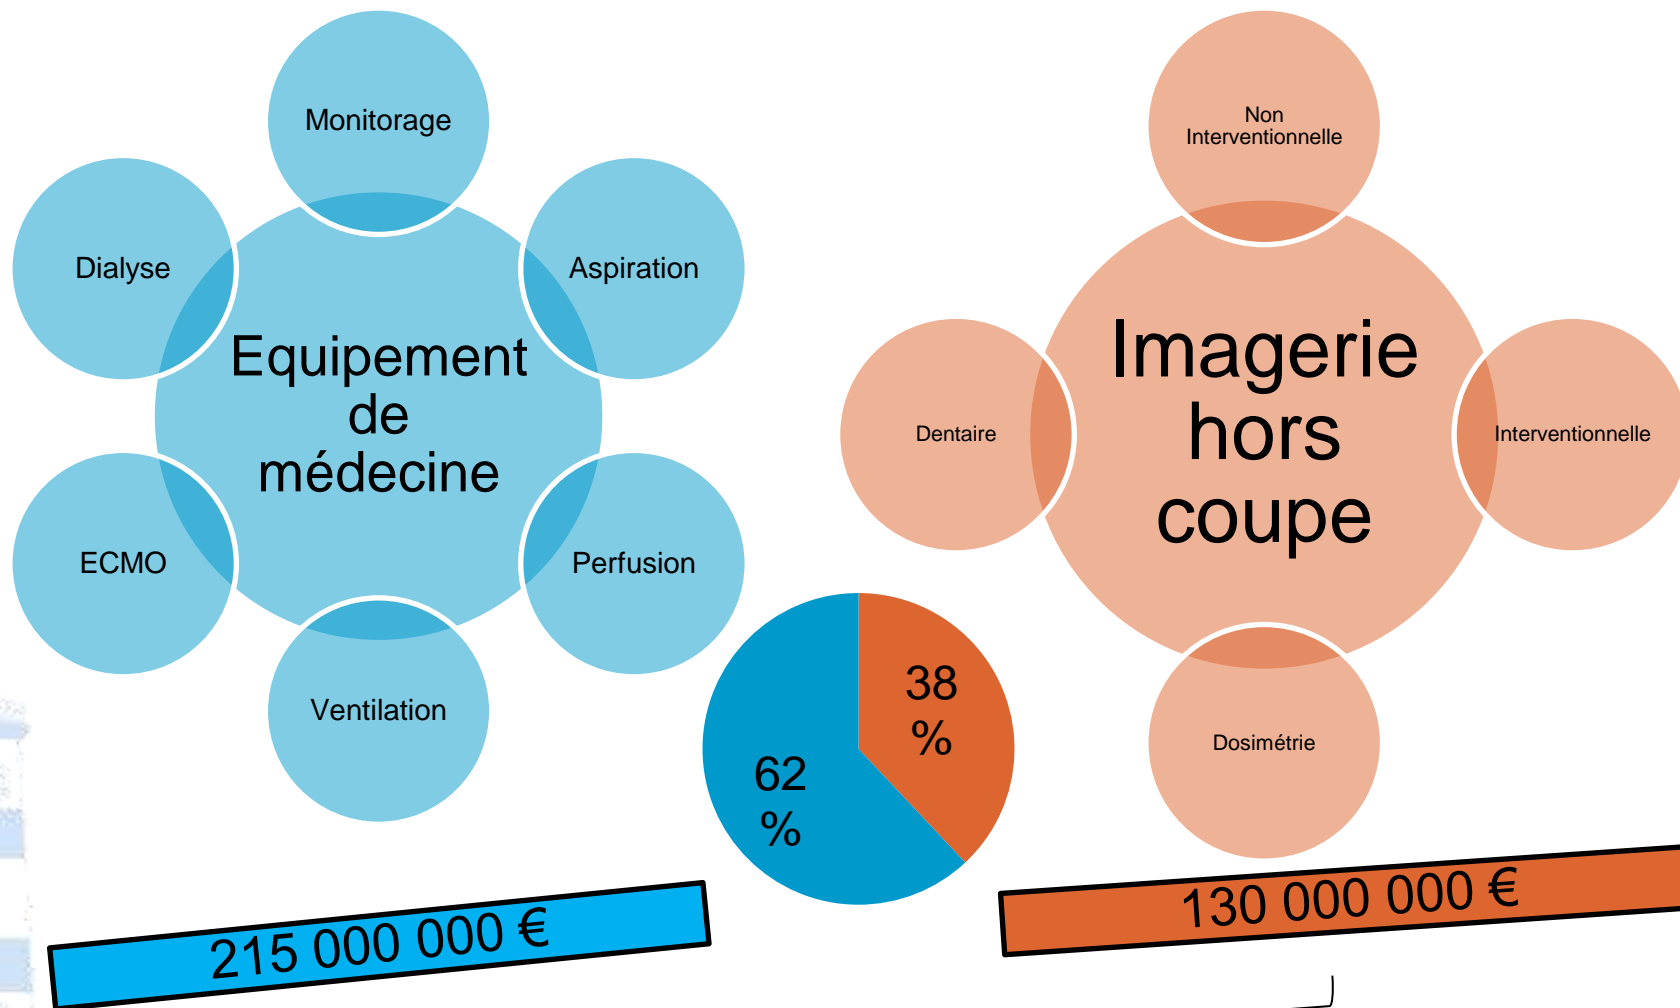 Monitorage
Dialyse
Aspiration
Equipement
de
médecine
ECMO
Perfusion
Ventilation
Non
Interventionnelle
Dentaire
Imagerie
hors
coupe
Interventionnelle
Dosimétrie
38
%
62
%
215 000 000 €
130 000 000 €